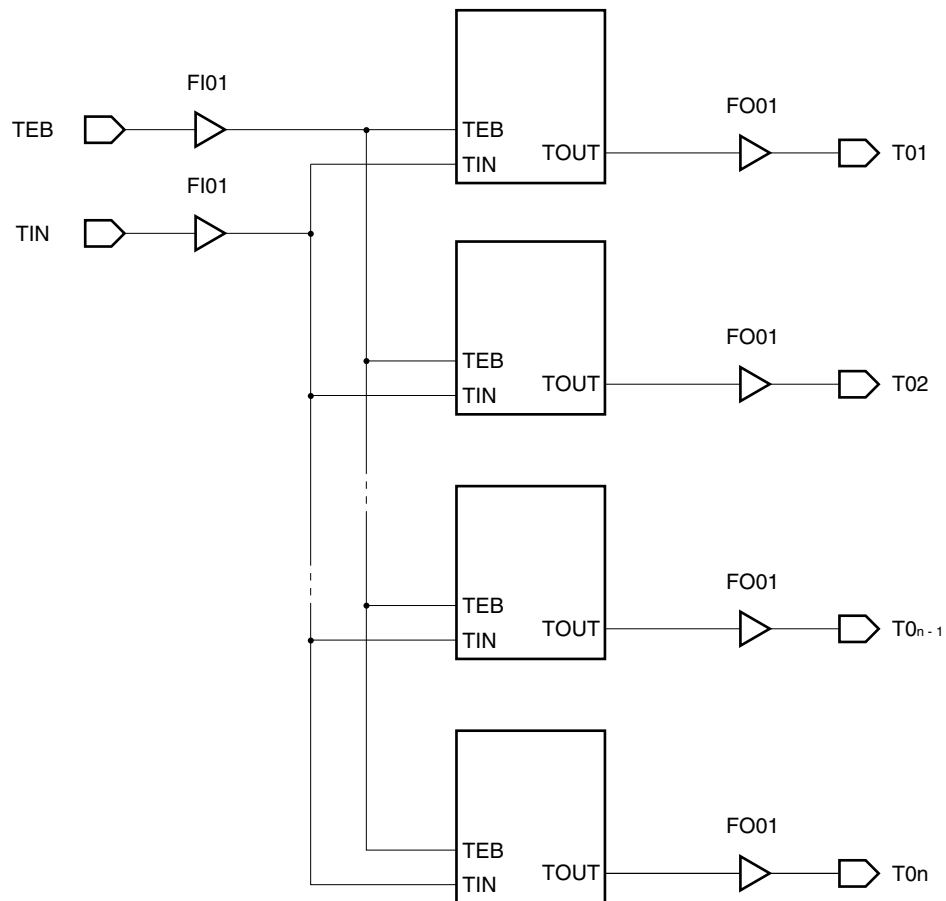 FI01
FO01
TEB
TEB
TIN
TOUT
T01
FI01
TIN
FO01
TEB
TIN
TOUT
T02
FO01
TEB
TIN
TOUT
T0n - 1
FO01
TEB
TIN
TOUT
T0n